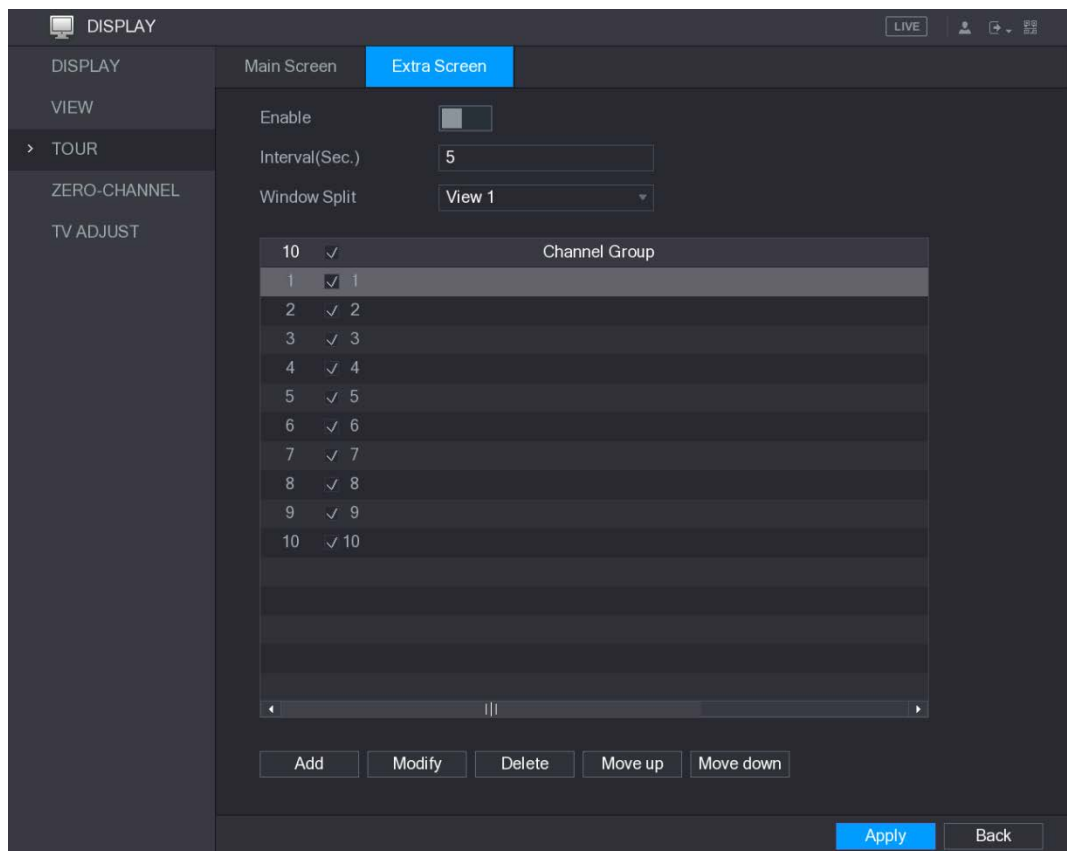 DISPLAY LIVE
DISPLAY
Main Screen Extra Screen
VIEW
Enable
TOUR
Interval(Sec.) 5
ZERO-CHANNEL
Window Split View 1
TV ADJUST
10 Channel Group
1 1
2 2
3 3
4 4
5 5
6 6
7 7
8 8
9 9
10 10
Add Modify Delete Move up Move down
Apply Back